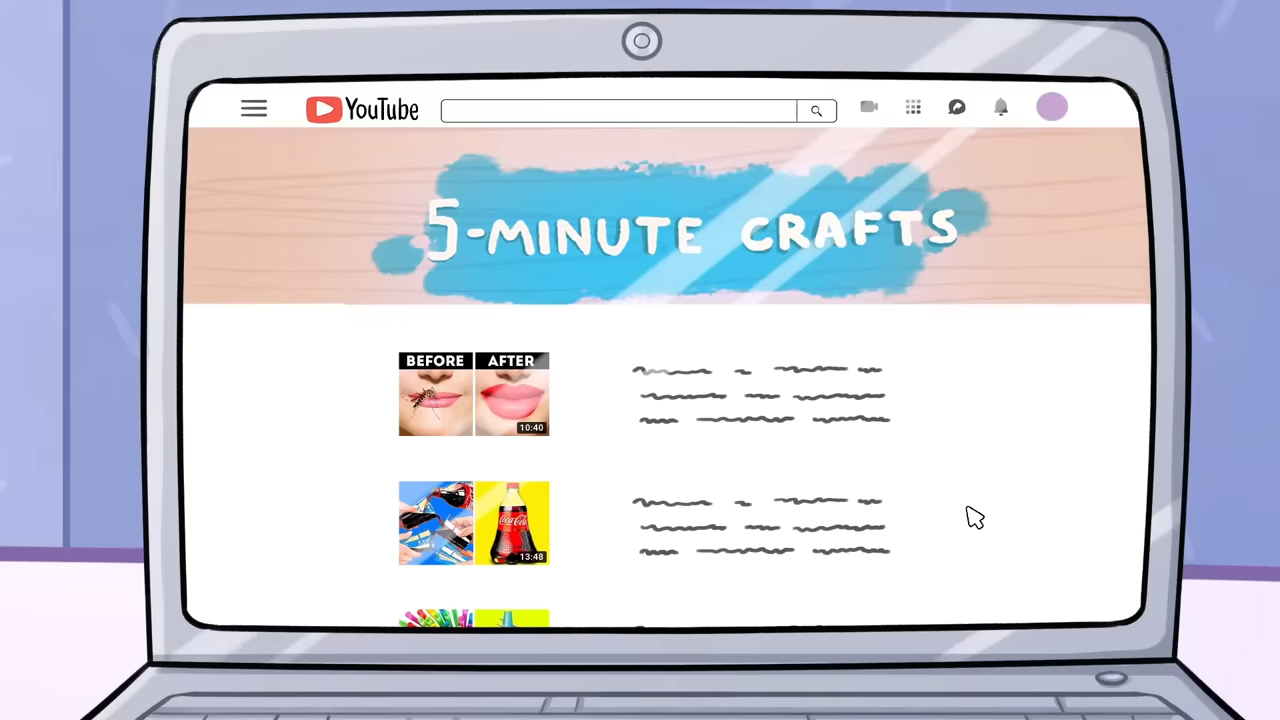 YouTube
5-MINUTE CRAFTS
BEFORE AFTER
10:40
Coca-Cola
13:48